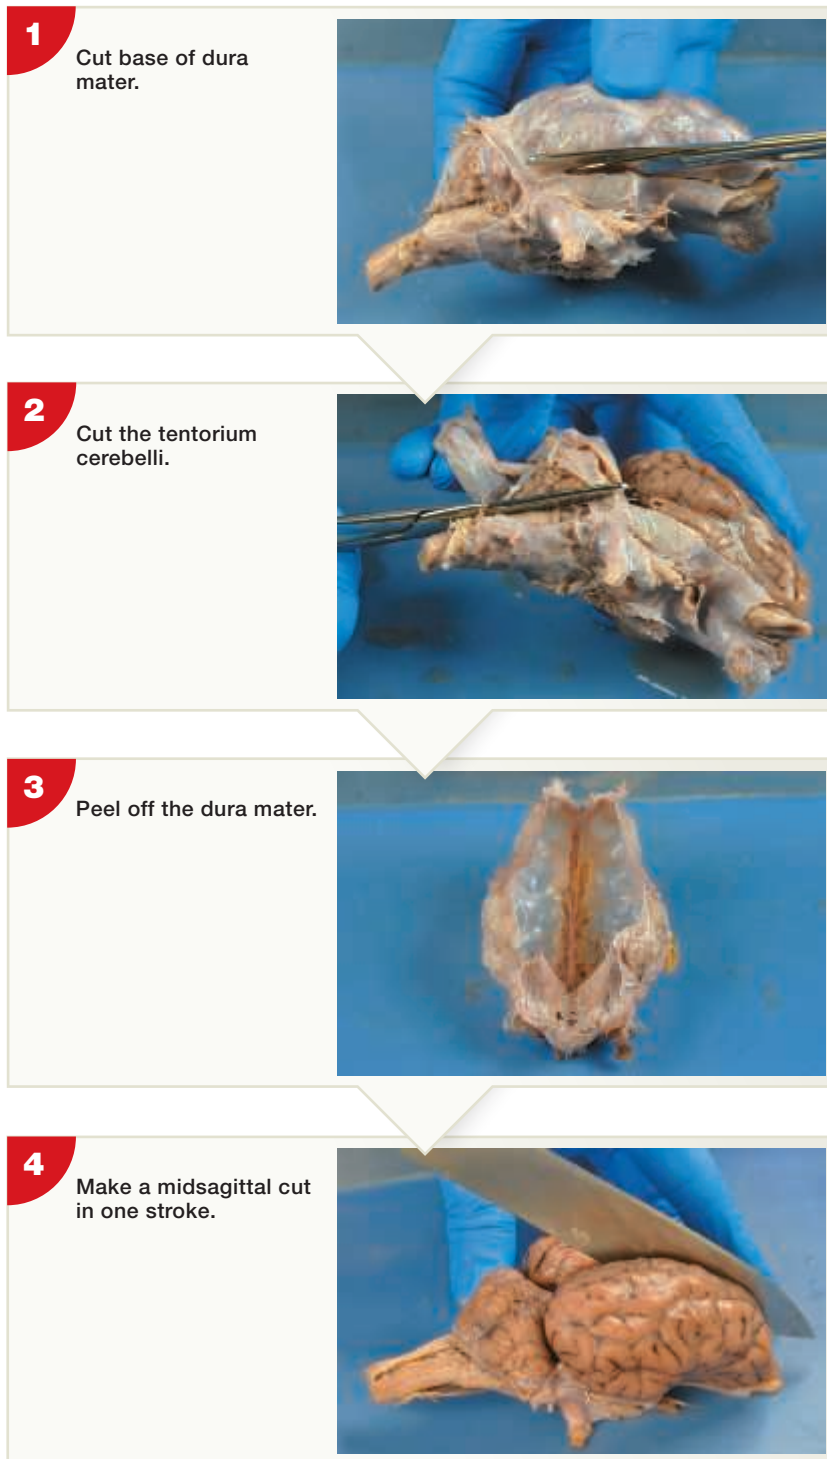 1
Cut base of dura
mater.
2
Cut the tentorium
cerebelli.
3
Peel off the dura mater.
4
Make a midsagittal cut
in one stroke.